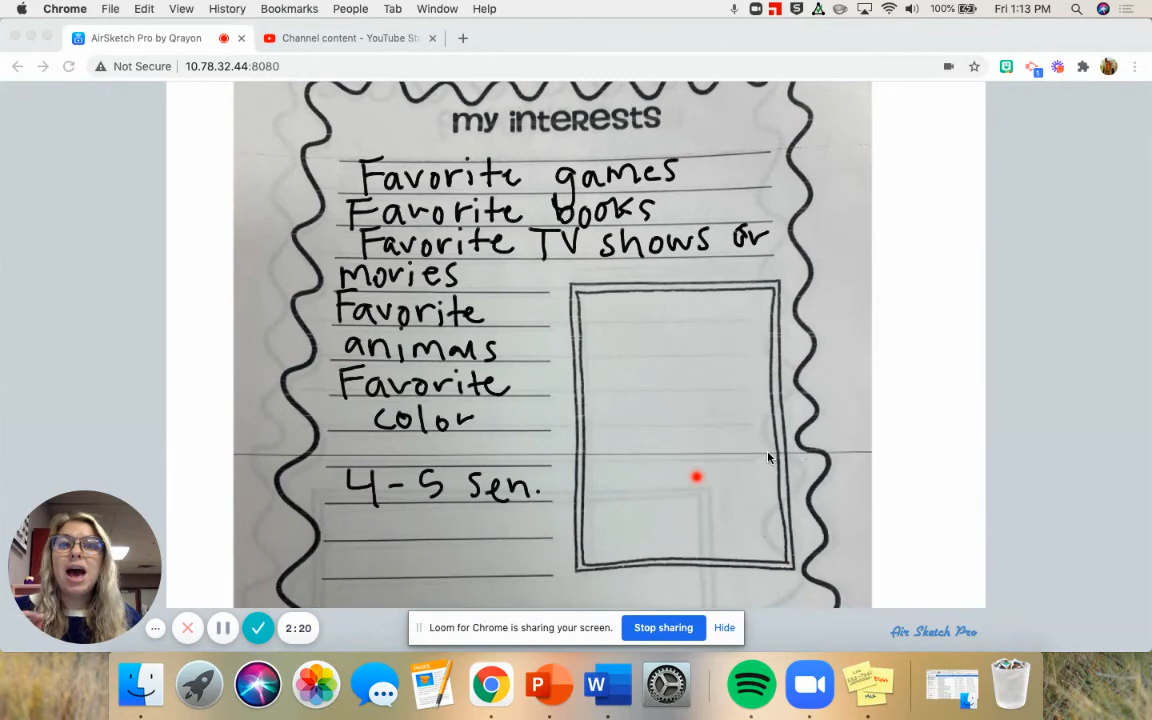 Chrome File Edit View History Bookmarks People Tab Window Help 100% Fri 1:13 PM
AirSketch Pro by Qrayon Channel content - YouTube St
Not Secure 10.78.32.44:8080
my interests
Favorite games
Favorite books
Favorite TV shows or
movies
Favorite
animals
Favorite
color
4-5 sen.
2:20 Loom for Chrome is sharing your screen. Stop sharing Hide
Air Sketch Pro